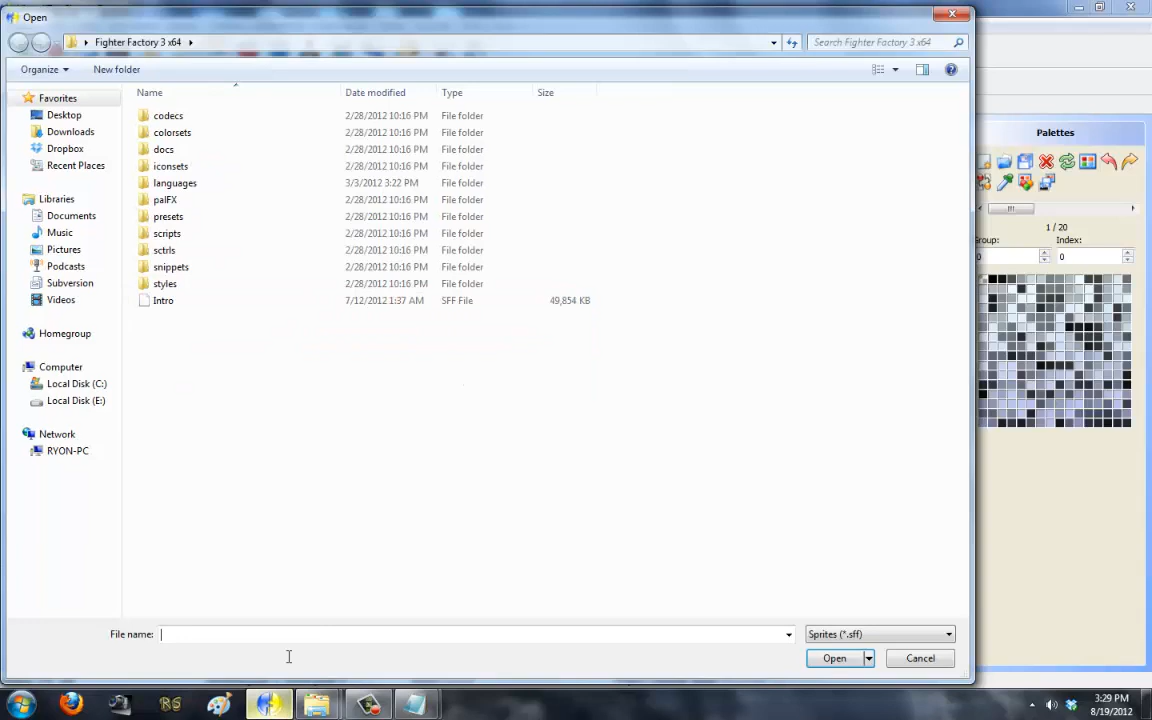 Open
Fighter Factory 3 x64
Search Fighter Factory 3 x64
Organize
New folder
Name Date modified Type Size
Favorites
Desktop
Downloads
Dropbox
Recent Places
Libraries
Documents
Music
Pictures
Podcasts
Subversion
Videos
Homegroup
Computer
Local Disk (C:)
Local Disk (E:)
Network
RYON-PC
codecs 2/28/2012 10:16 PM File folder
colorsets 2/28/2012 10:16 PM File folder
docs 2/28/2012 10:16 PM File folder
iconsets 2/28/2012 10:16 PM File folder
languages 3/3/2012 3:22 PM File folder
palFX 2/28/2012 10:16 PM File folder
presets 2/28/2012 10:16 PM File folder
scripts 2/28/2012 10:16 PM File folder
sctrls 2/28/2012 10:16 PM File folder
snippets 2/28/2012 10:16 PM File folder
styles 2/28/2012 10:16 PM File folder
Intro 7/12/2012 1:37 AM SFF File 49,854 KB
File name:
Sprites (*.sff)
Open
Cancel
Palettes
1 / 20
Group: Index:
0 0
RS
3:29 PM
8/19/2012